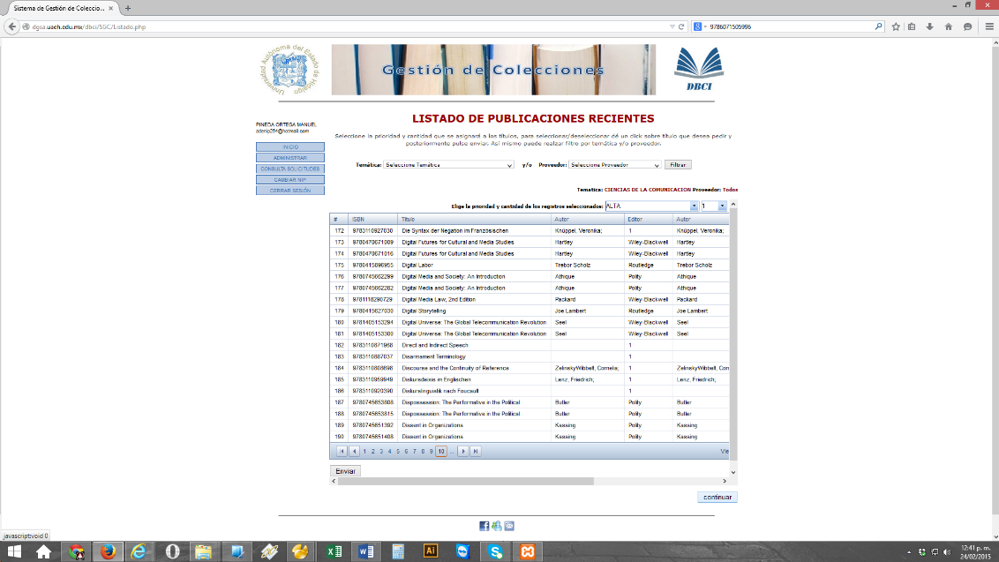 Sistema de Gestión de Coleccio...
dgsa.uaeh.edu.mx/dbci/SGC/Listado.php
9786071505996
Universidad Autónoma del Estado de Hidalgo
Gestión de Colecciones
DBCI
PINEDA ORTEGA MANUEL
INICIO
ADMINISTRAR
CONSULTA SOLICITUDES
CAMBIAR NIP
CERRAR SESIÓN
LISTADO DE PUBLICACIONES RECIENTES
Seleccione la prioridad y cantidad que se asignará a los títulos, para seleccionar/deseleccionar dé un click sobre título que desea pedir y
posteriormente pulse enviar. Así mismo puede realzar filtro por temática y/o proveedor.
Temática: Seleccione Temática y/o Proveedor: Seleccione Proveedor Filtrar
Tematica: CIENCIAS DE LA COMUNICACION Proveedor: Todos
Elige la prioridad y cantidad de los registros seleccionados: ALTA 1
# ISBN Titulo Autor Editor Autor
172 9783110927030 Die Syntax der Negation im Französischen Knüppel, Veronika; 1 Knüppel, Veronika;
173 9780470671009 Digital Futures for Cultural and Media Studies Hartley Wiley-Blackwell Hartley
174 9780470671016 Digital Futures for Cultural and Media Studies Hartley Wiley-Blackwell Hartley
175 9780415896955 Digital Labor Trebor Scholz Routledge Trebor Scholz
176 9780745662299 Digital Media and Society: An Introduction Athique Polity Athique
177 9780745662282 Digital Media and Society: An Introduction Athique Polity Athique
178 9781118290729 Digital Media Law, 2nd Edition Packard Wiley-Blackwell Packard
179 9780415627030 Digital Storytelling Joe Lambert Routledge Joe Lambert
180 9781405153294 Digital Universe: The Global Telecommunication Revolution Seel Wiley-Blackwell Seel
181 9781405153300 Digital Universe: The Global Telecommunication Revolution Seel Wiley-Blackwell Seel
182 9783110871968 Direct and Indirect Speech 1
183 9783110887037 Disarmament Terminology 1
184 9783110808698 Discourse and the Continuity of Reference ZelinskyWibbelt, Cornelia; 1 ZelinskyWibbelt, Cor
185 9783110959949 Diskursdeixis im Englischen Lenz, Friedrich; 1 Lenz, Friedrich;
186 9783110920390 Diskurslinguistik nach Foucault 1
187 9780745653808 Dispossession: The Performative in the Political Butler Polity Butler
188 9780745653815 Dispossession: The Performative in the Political Butler Polity Butler
189 9780745651392 Dissent in Organizations Kassing Polity Kassing
190 9780745651408 Dissent in Organizations Kassing Polity Kassing
1 2 3 4 5 6 7 8 9 10 ... Vie
Enviar
continuar
javascript:void 0
12:41 p. m.
24/02/2015